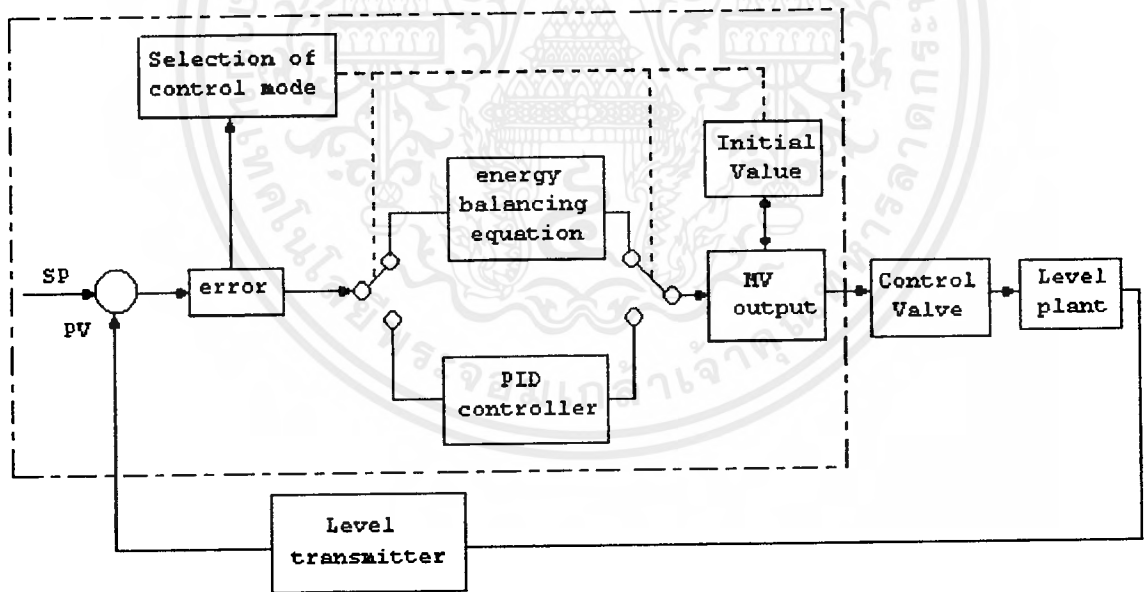 Selection of
control mode
Initial
Value
energy
balancing
equation
SP
PV
error
MV
output
Control
Valve
Level
plant
PID
controller
Level
transmitter